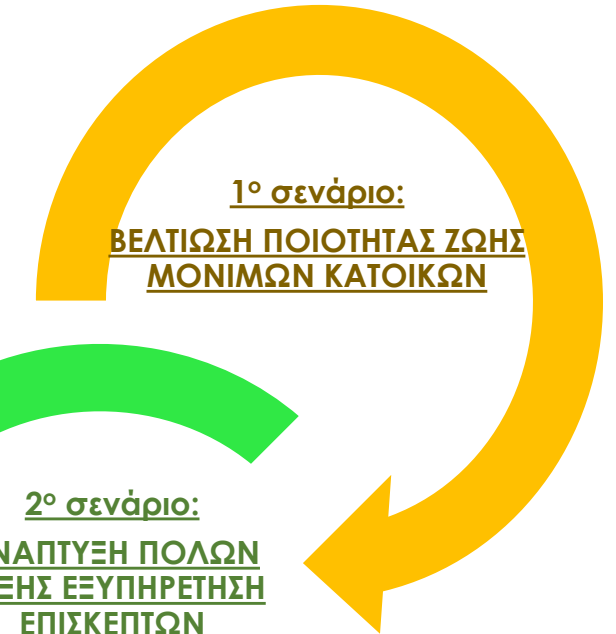 1ο σενάριο:
ΒΕΛΤΙΩΣΗ ΠΟΙΟΤΗΤΑΣ ΖΩΗΣ
ΜΟΝΙΜΩΝ ΚΑΤΟΙΚΩΝ
2ο σενάριο:
ΝΑΠΤΥΞΗ ΠΟΛΩΝ
ΞΗΣ ΕΞΥΠΗΡΕΤΗΣΗ
ΕΠΙΣΚΕΠΤΩΝ